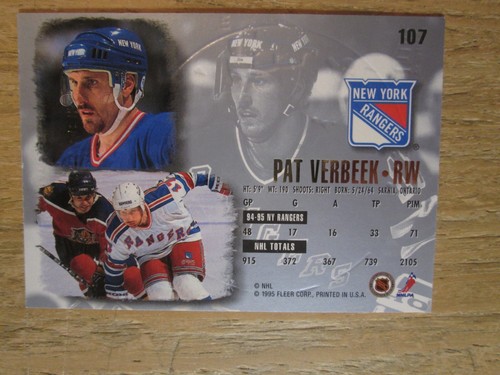 107
NEW YORK
NEW YORK
NEW YORK
RANGERS
PAT VERBEEK • RW
HT: 5'9" WT: 190 SHOOTS: RIGHT BORN: 5/24/64 SARNIA, ONTARIO
GP G A TP PIM
94-95 NY RANGERS
48 17 16 33 71
NHL TOTALS
915 372 367 739 2105
RANGERS
© NHL
© 1995 FLEER CORP., PRINTED IN U.S.A.
NHLPA